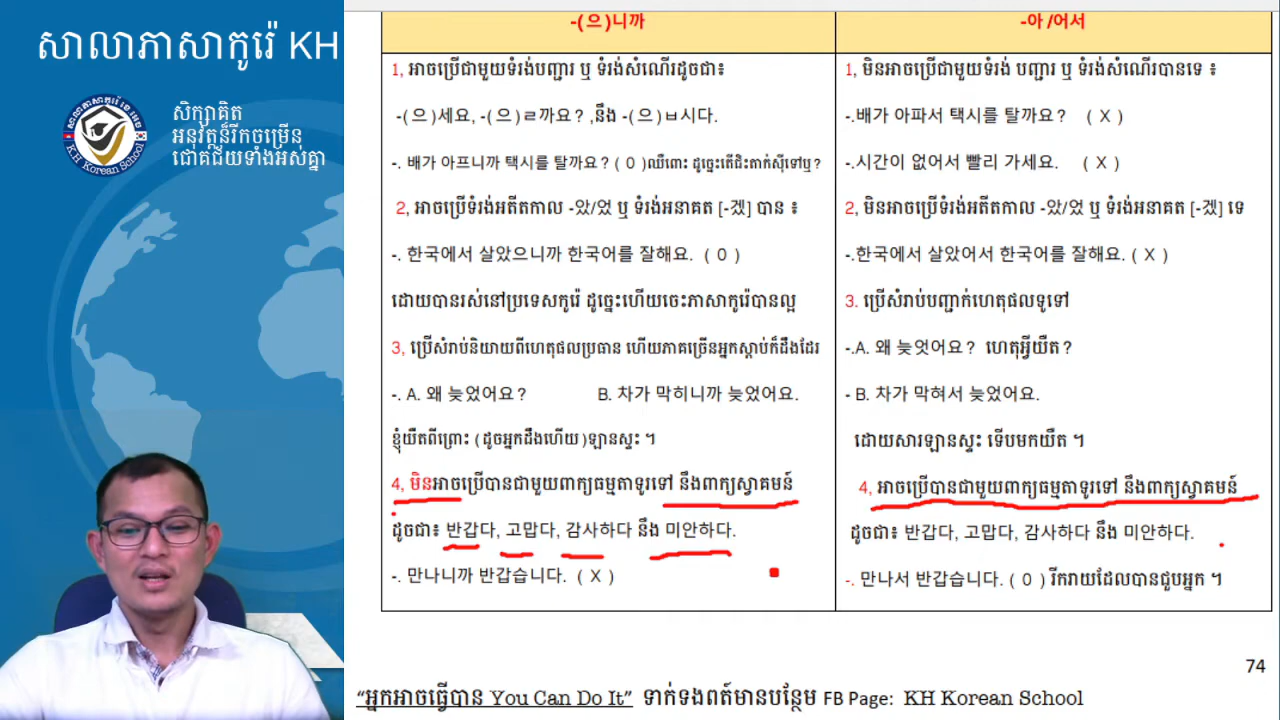 សាលាភាសាកូរ៉េ KH
សាលាភាសាកូរ៉េ ខេ អេច
K.H Korean School
សិក្សាគិត
អនុវត្តន៏រីកចម្រើន
ជោគជ័យទាំងអស់គ្នា
-(으)니까
1, អាចប្រើជាមួយទំរង់បញ្ជារ ឬ ទំរង់សំណើរដូចជា៖
-(으)세요, -(으)ㄹ까요? ,នឹង -(으)ㅂ시다.
-. 배가 아프니까 택시를 탈까요? ( O ) ឈឺពោះ ដូច្នេះតើជិះតាក់ស៊ីទៅឬ?
2, អាចប្រើទំរង់អតីតកាល -았/었 ឬ ទំរង់អនាគត [-겠] បាន ៖
-. 한국에서 살았으니까 한국어를 잘해요. ( O )
ដោយបានរស់នៅប្រទេសកូរ៉េ ដូច្នេះហើយចេះភាសាកូរ៉េបានល្អ
3, ប្រើសំរាប់និយាយពីហេតុផលប្រធាន ហើយភាគច្រើនអ្នកស្តាប់ក៏ដឹងដែរ
-. A. 왜 늦었어요? B. 차가 막히니까 늦었어요.
ខ្ញុំយឺតពីព្រោះ (ដូចអ្នកដឹងហើយ)ឡានស្ទះ ។
4, មិនអាចប្រើបានជាមួយពាក្យធម្មតាទូរទៅ នឹងពាក្យស្វាគមន៍
ដូចជា៖ 반갑다, 고맙다, 감사하다 នឹង 미안하다.
-. 만나니까 반갑습니다. ( X )
-아/어서
1, មិនអាចប្រើជាមួយទំរង់ បញ្ជារ ឬ ទំរង់សំណើរបានទេ ៖
-.배가 아파서 택시를 탈까요? ( X )
-.시간이 없어서 빨리 가세요. ( X )
2, មិនអាចប្រើទំរង់អតីតកាល -았/었 ឬ ទំរង់អនាគត [-겠] ទេ
-.한국에서 살았어서 한국어를 잘해요. ( X )
3. ប្រើសំរាប់បញ្ជាក់ហេតុផលទូទៅ
-.A. 왜 늦엇어요? ហេតុអ្វីយឺត?
- B. 차가 막혀서 늦었어요.
ដោយសារឡានស្ទះ ទើបមកយឺត ។
4, អាចប្រើបានជាមួយពាក្យធម្មតាទូរទៅ នឹងពាក្យស្វាគមន៍
ដូចជា៖ 반갑다, 고맙다, 감사하다 នឹង 미안하다.
-. 만나서 반갑습니다. ( O ) រីករាយដែលបានជួបអ្នក ។
74
“អ្នកអាចធ្វើបាន You Can Do It” ទាក់ទងពត៌មានបន្ថែម FB Page: KH Korean School